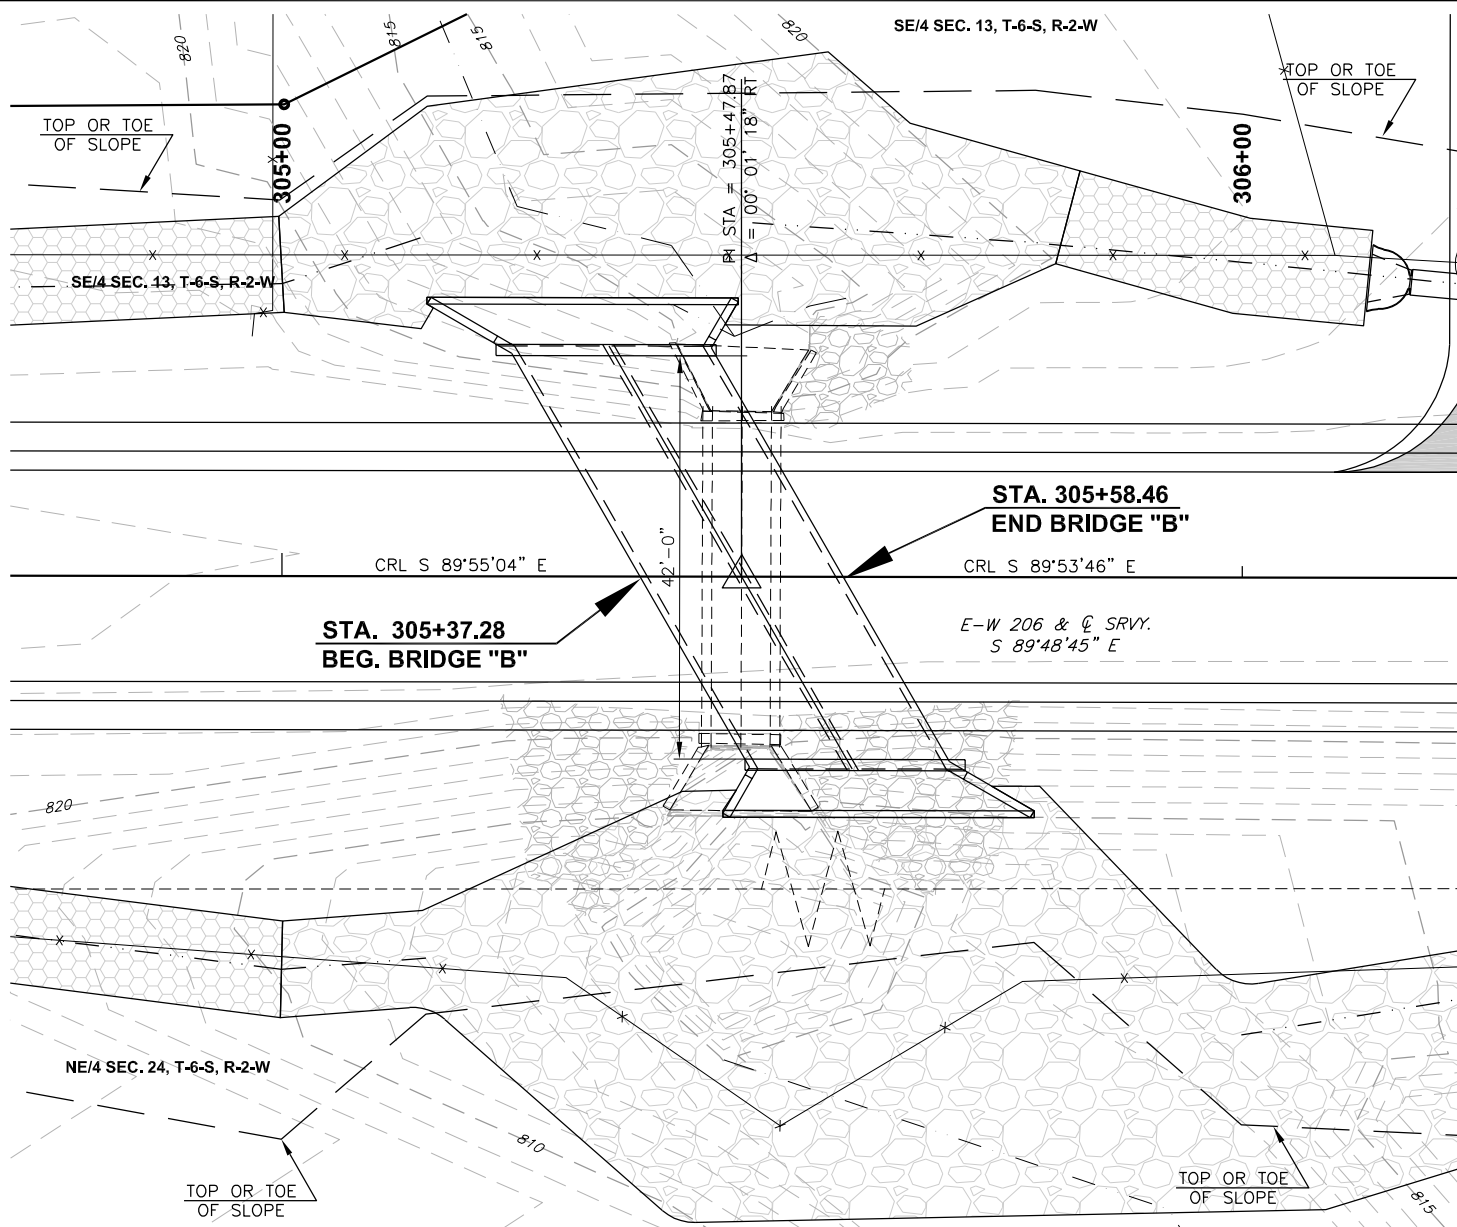 SE/4 SEC. 13, T-6-S, R-2-W
820
815
815
820
TOP OR TOE
OF SLOPE
TOP OR TOE
OF SLOPE
305+00
PI STA = 305+47.87
Δ = 00° 01' 18" RT
306+00
SE/4 SEC. 13, T-6-S, R-2-W
STA. 305+58.46
END BRIDGE "B"
42'-0"
CRL S 89°55'04" E
CRL S 89°53'46" E
STA. 305+37.28
BEG. BRIDGE "B"
E-W 206 & ℄ SRVY.
S 89°48'45" E
820
NE/4 SEC. 24, T-6-S, R-2-W
810
TOP OR TOE
OF SLOPE
TOP OR TOE
OF SLOPE
815